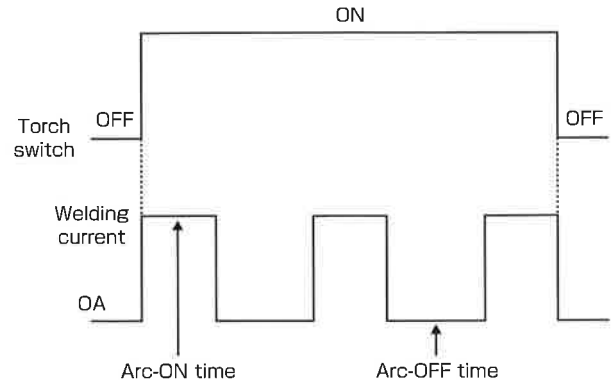 ON
OFF
OFF
Torch
switch
Welding
current
OA
Arc-ON time
Arc-OFF time